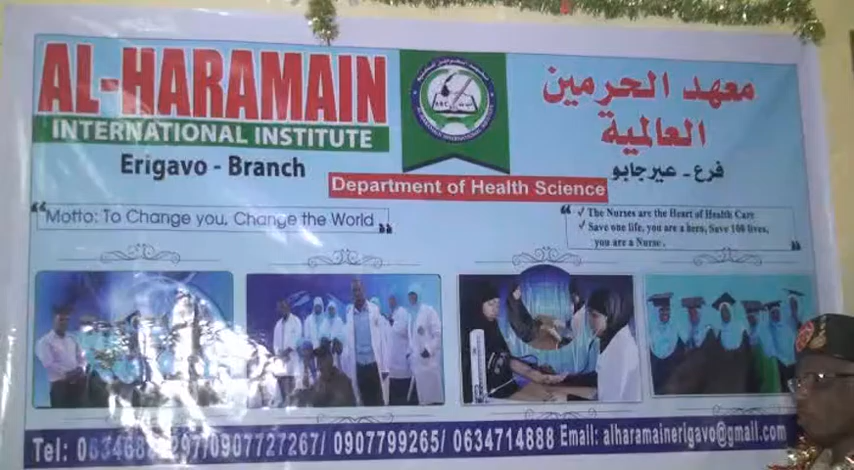 AL-HARAMAIN
INTERNATIONAL INSTITUTE
Erigavo - Branch
معهد الحرمين
العالمية
فرع - عيرجابو
Department of Health Science
Motto: To Change you, Change the World
✓ The Nurses are the Heart of Health Care
✓ Save one life, you are a hero, Save 100 lives,
you are a Nurse.
Tel: /0907727267/ 0907799265/ 0634714888 Email: alharamainerigavo@gmail.com